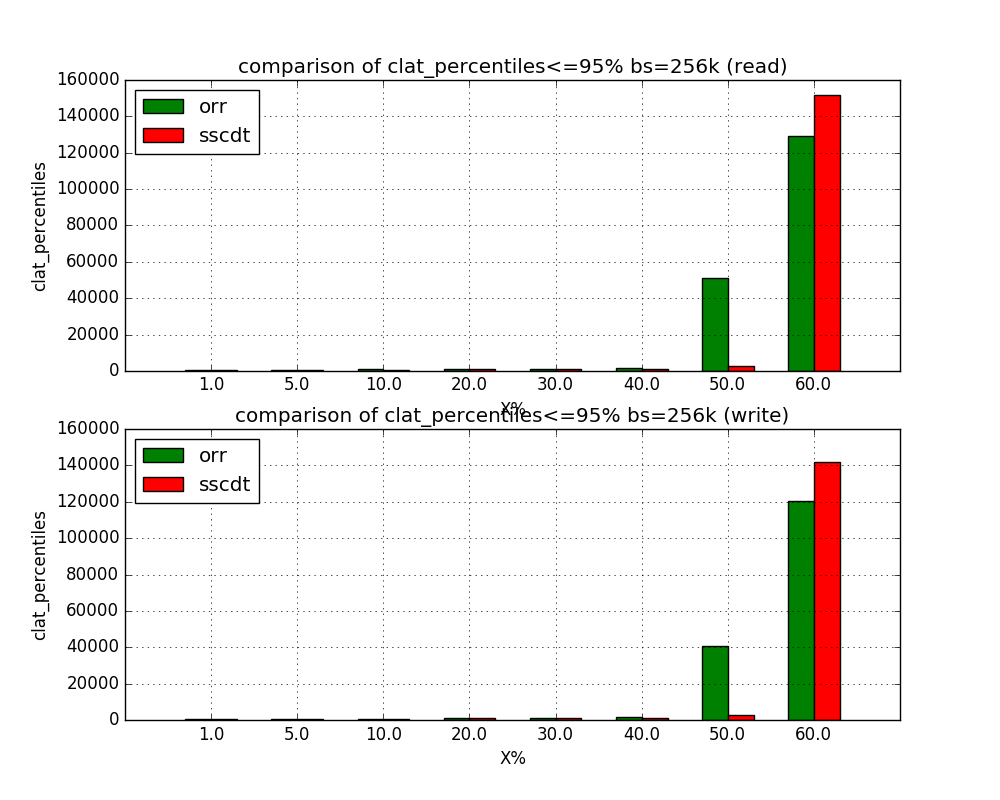 comparison of clat_percentiles<=95% bs=256k (read)
160000
140000
120000
100000
80000
60000
40000
20000
0
clat_percentiles
orr
sscdt
1.0 5.0 10.0 20.0 30.0 40.0 50.0 60.0
X%
comparison of clat_percentiles<=95% bs=256k (write)
160000
140000
120000
100000
80000
60000
40000
20000
0
clat_percentiles
orr
sscdt
1.0 5.0 10.0 20.0 30.0 40.0 50.0 60.0
X%